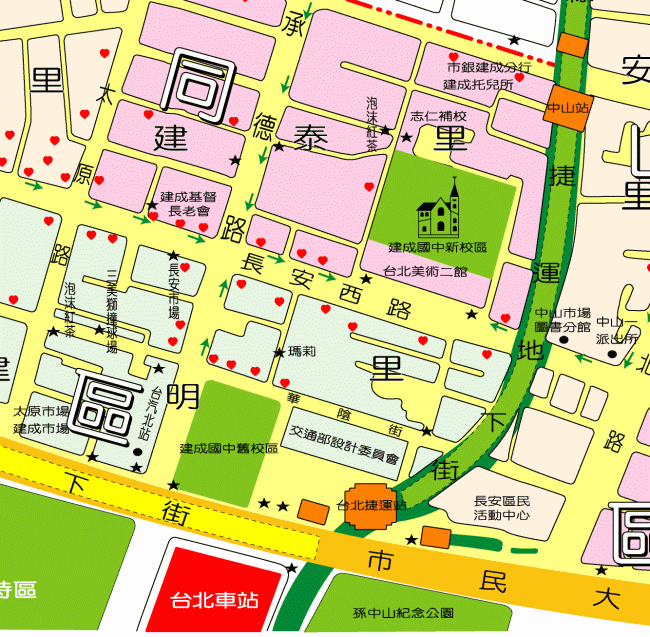 承
里
同
市銀建成分行
建成托兒所
安
太
泡沫紅茶
志仁補校
中山站
建
德
泰
里
捷
原
里
建成基督
長老會
路
建成國中新校區
路
長
安
西
路
台北美術二館
運
三美獅撞球場
長安市場
泡沫紅茶
中山市場
圖書分館
中山一
派出所
瑪莉
地
里
明
華
陰
街
北
區
台汽北站
太原市場
建成市場
下
路
建成國中舊校區
交通部設計委員會
街
下
街
台北捷運站
長安區民
活動中心
區
市
民
大
特區
台北車站
孫中山紀念公園